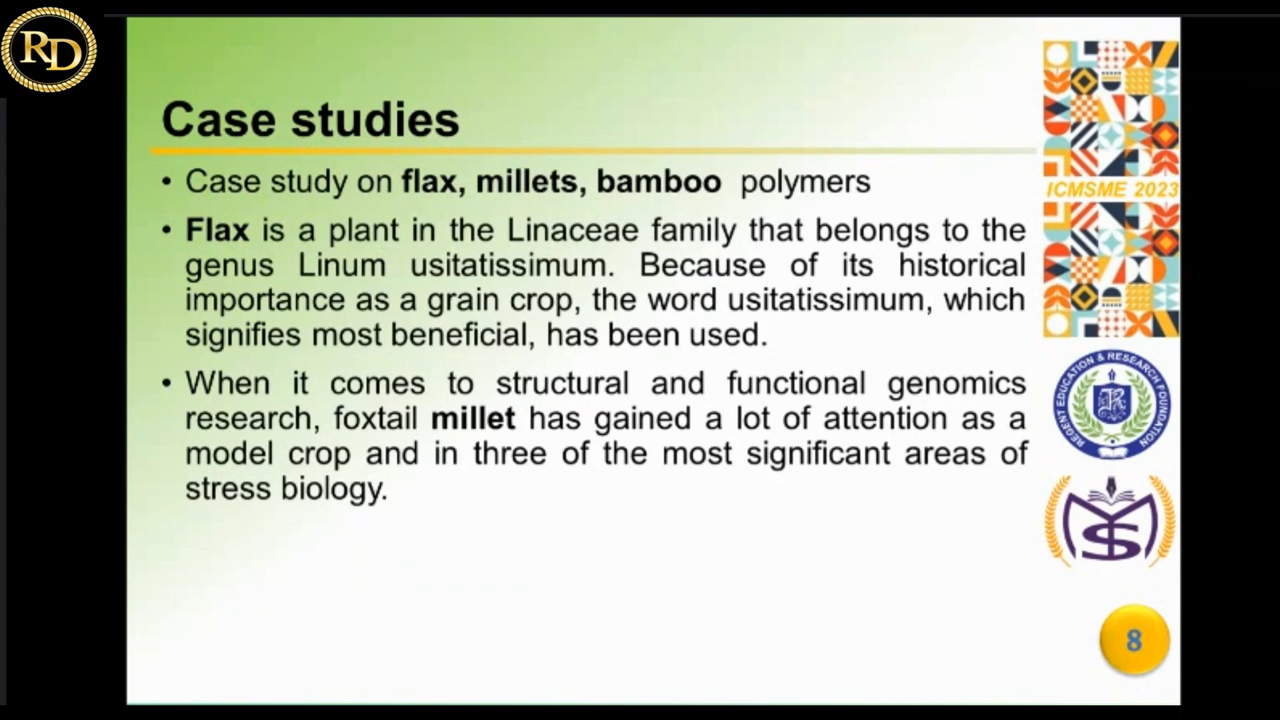 RD
Case studies
• Case study on flax, millets, bamboo polymers
• Flax is a plant in the Linaceae family that belongs to the
genus Linum usitatissimum. Because of its historical
importance as a grain crop, the word usitatissimum, which
signifies most beneficial, has been used.
• When it comes to structural and functional genomics
research, foxtail millet has gained a lot of attention as a
model crop and in three of the most significant areas of
stress biology.
ICMSME 2023
REGENT EDUCATION & RESEARCH FOUNDATION
R
MS
8